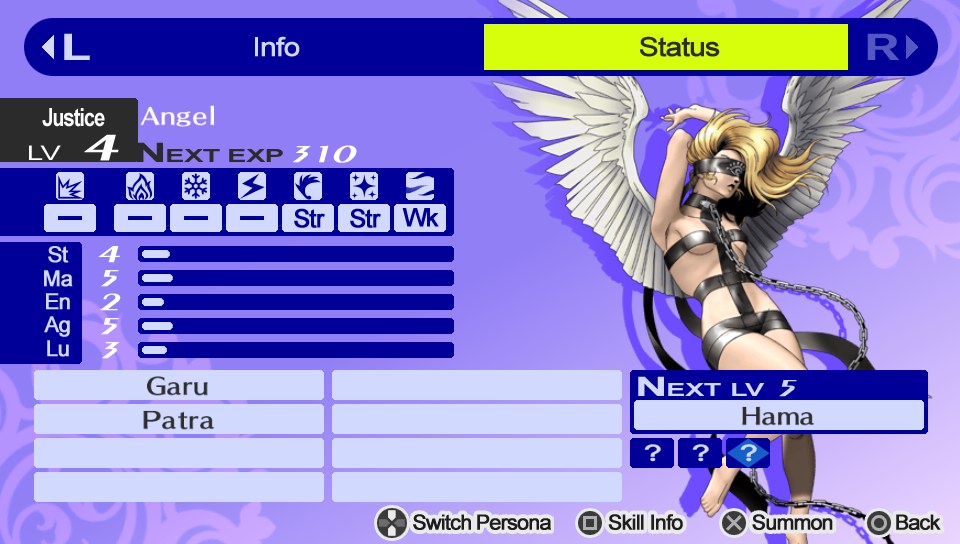 L Info Status R
Justice Angel
LV 4 NEXT EXP 310
— — — — Str Str Wk
St 4
Ma 5
En 2
Ag 5
Lu 3
Garu
Patra
NEXT LV 5
Hama
? ? ?
Switch Persona Skill Info Summon Back